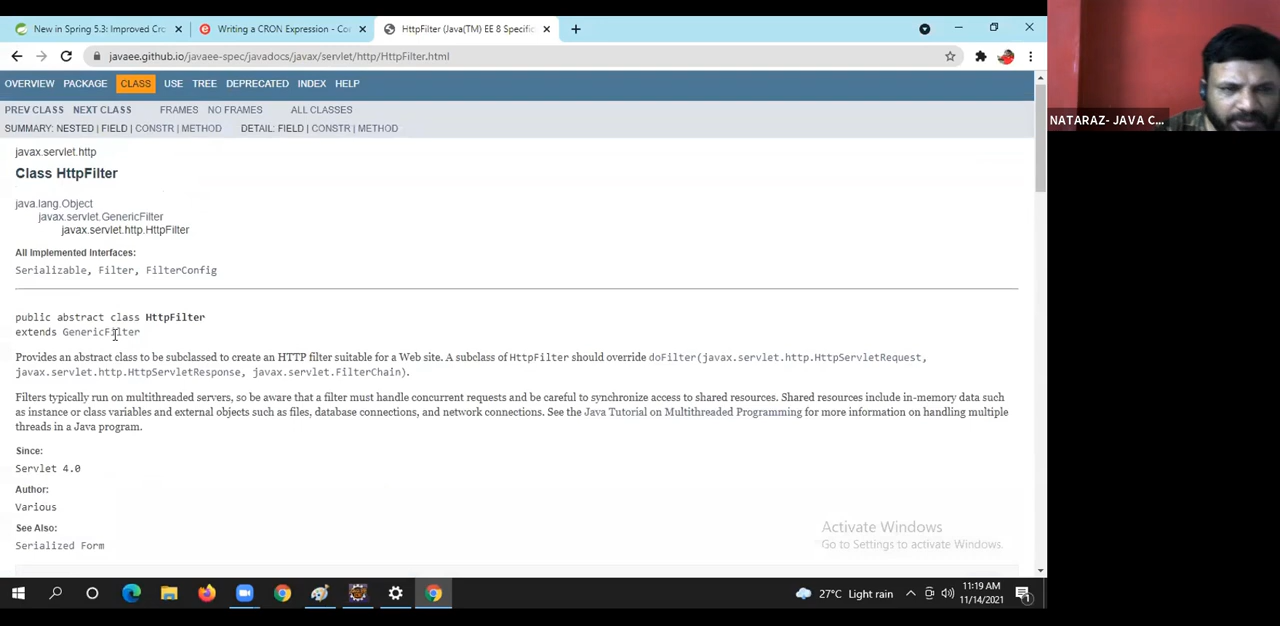 New in Spring 5.3: Improved Cro
Writing a CRON Expression - Co
HttpFilter (Java(TM) EE 8 Specific
javaee.github.io/javaee-spec/javadocs/javax/servlet/http/HttpFilter.html
OVERVIEW PACKAGE CLASS USE TREE DEPRECATED INDEX HELP
PREV CLASS NEXT CLASS FRAMES NO FRAMES ALL CLASSES
SUMMARY: NESTED | FIELD | CONSTR | METHOD DETAIL: FIELD | CONSTR | METHOD
NATARAZ- JAVA C...
javax.servlet.http
Class HttpFilter
java.lang.Object
javax.servlet.GenericFilter
javax.servlet.http.HttpFilter
All Implemented Interfaces:
Serializable, Filter, FilterConfig
public abstract class HttpFilter
extends GenericFilter
Provides an abstract class to be subclassed to create an HTTP filter suitable for a Web site. A subclass of HttpFilter should override doFilter(javax.servlet.http.HttpServletRequest,
javax.servlet.http.HttpServletResponse, javax.servlet.FilterChain).
Filters typically run on multithreaded servers, so be aware that a filter must handle concurrent requests and be careful to synchronize access to shared resources. Shared resources include in-memory data such
as instance or class variables and external objects such as files, database connections, and network connections. See the Java Tutorial on Multithreaded Programming for more information on handling multiple
threads in a Java program.
Since:
Servlet 4.0
Author:
Various
See Also:
Serialized Form
Activate Windows
Go to Settings to activate Windows.
27°C Light rain
11:19 AM
11/14/2021
1